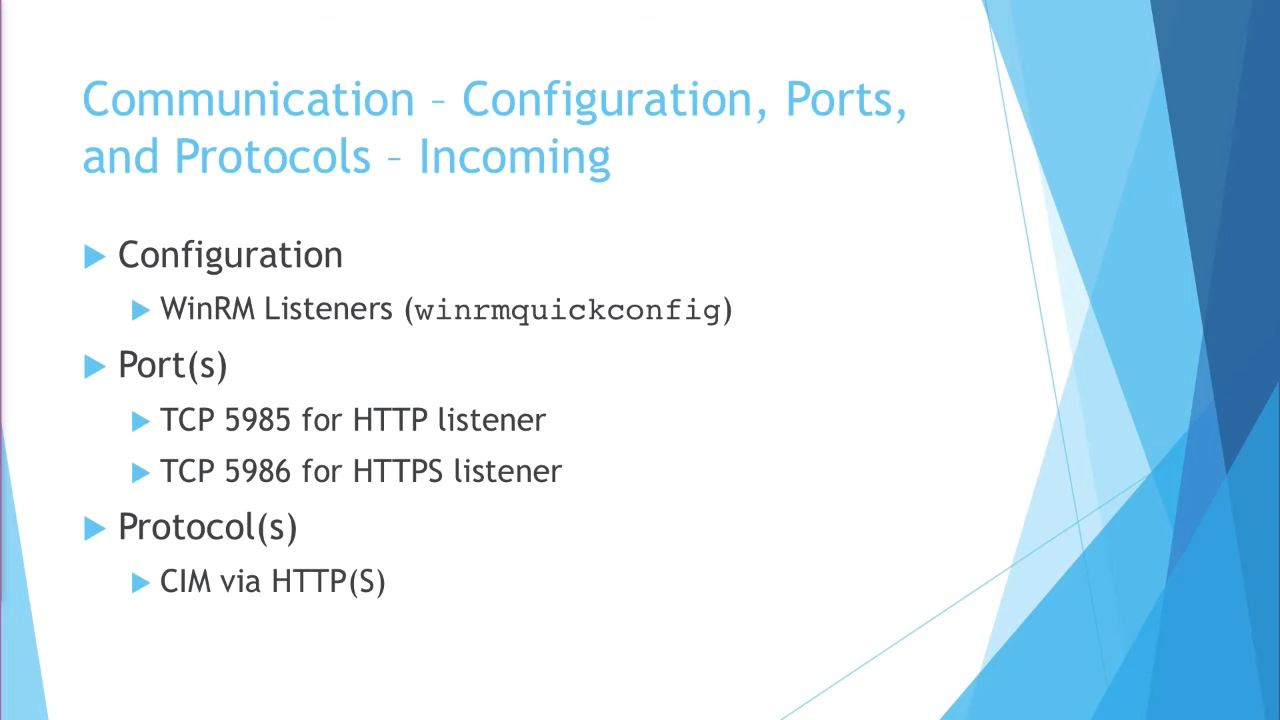 Communication – Configuration, Ports,
and Protocols – Incoming
Configuration
WinRM Listeners (winrmquickconfig)
Port(s)
TCP 5985 for HTTP listener
TCP 5986 for HTTPS listener
Protocol(s)
CIM via HTTP(S)